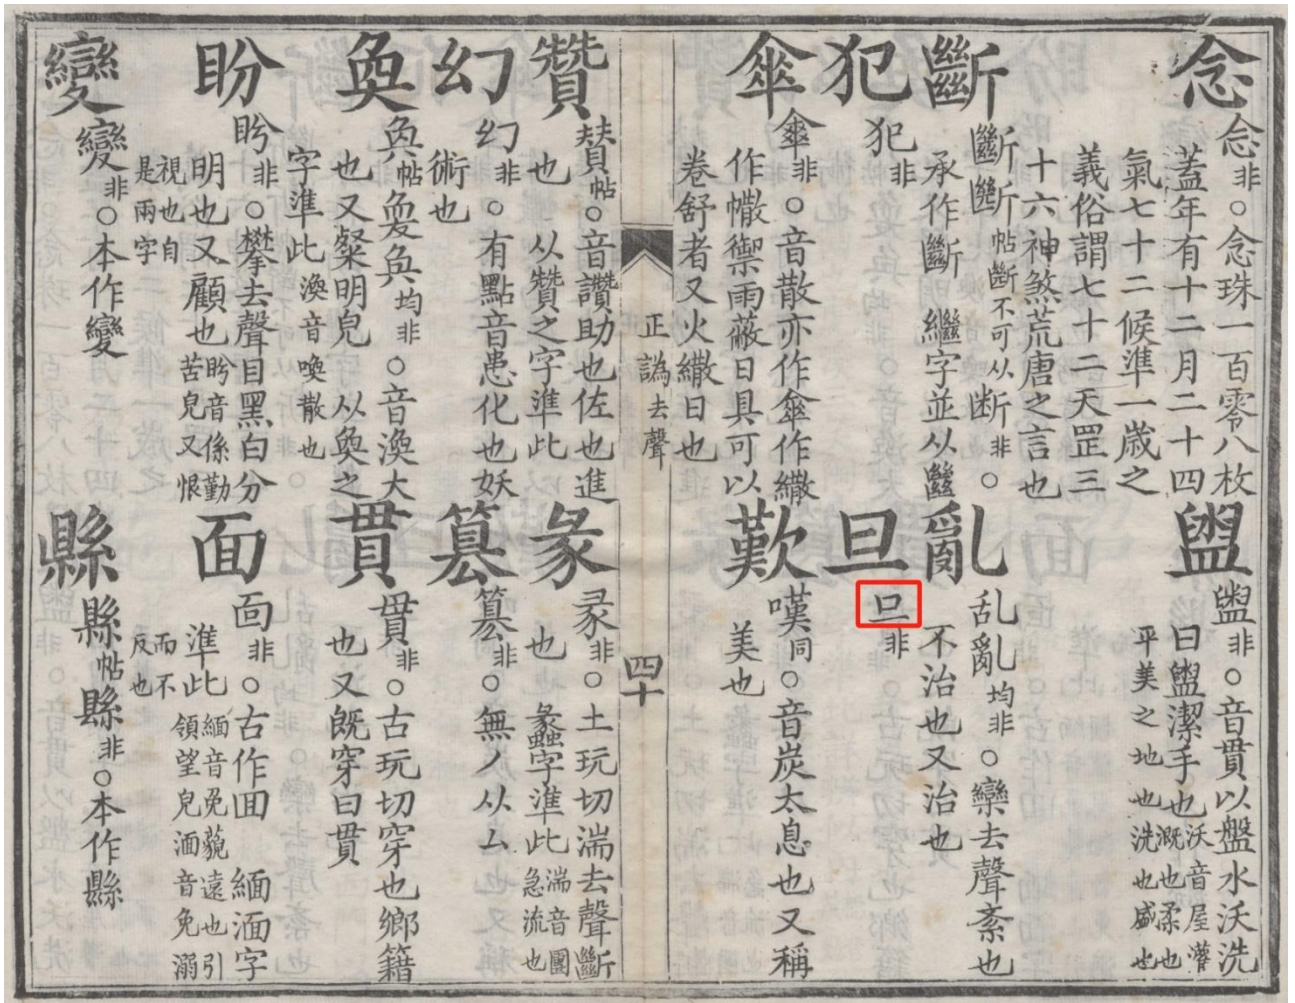 念
念非○念珠一百零八枚
蓋年有十二月二十四
氣七十二候準一歲之
義俗謂七十二天罡三
十六神煞荒唐之言也
斷
斷帖斷不可从断非○
承作斷繼字並从㡭
犯
犯非
傘
傘非○音散亦作傘作繖
作幰禦雨蔽日具可以
卷舒者又火繖日也
盥
盥非○音貫以盤水沃洗
曰盥潔手也沃音屋灌溉也柔也
平美之地也洗也盛也
亂
乱亂均非○欒去聲紊也
不治也又治也
旦
非
歎
嘆同○音炭太息也又稱
美也
正譌去聲
四十
贊
賛帖○音讚助也佐也進
也 从贊之字準此
幻
幻非○有點音患化也妖
術也
奐
奐帖奐奐均非○音渙大
也又粲明皃 从奐之
字準此渙音喚散也
盼
盻非○攀去聲目黑白分
明也又顧也盻音係勤苦皃又恨
視也自是兩字
變
變非○本作變
彖
彖非○土玩切湍去聲斷
也 蠡字準此湍音團急流也
篡
篡非○無丿从厶
貫
貫非○古玩切穿也鄉籍
也又既穿曰貫
面
靣非○古作圓 緬湎字
準此緬音免藐遠也引領望皃湎音免溺
而不反也
縣
縣帖縣非○本作縣